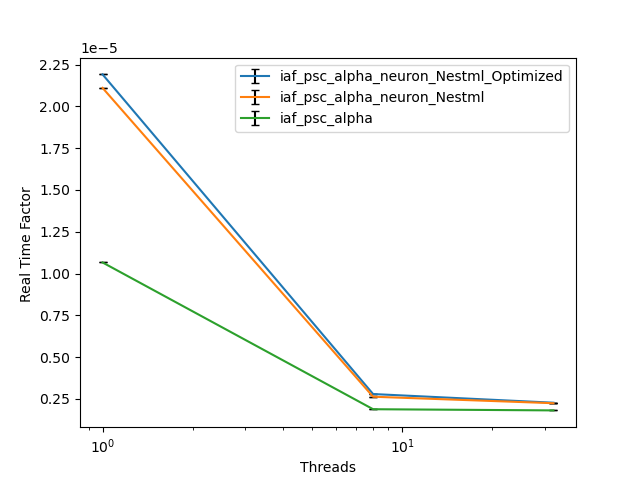 1e−5
2.25
2.00
1.75
1.50
1.25
1.00
0.75
0.50
0.25
Real Time Factor
iaf_psc_alpha_neuron_Nestml_Optimized
iaf_psc_alpha_neuron_Nestml
iaf_psc_alpha
10⁰
10¹
Threads